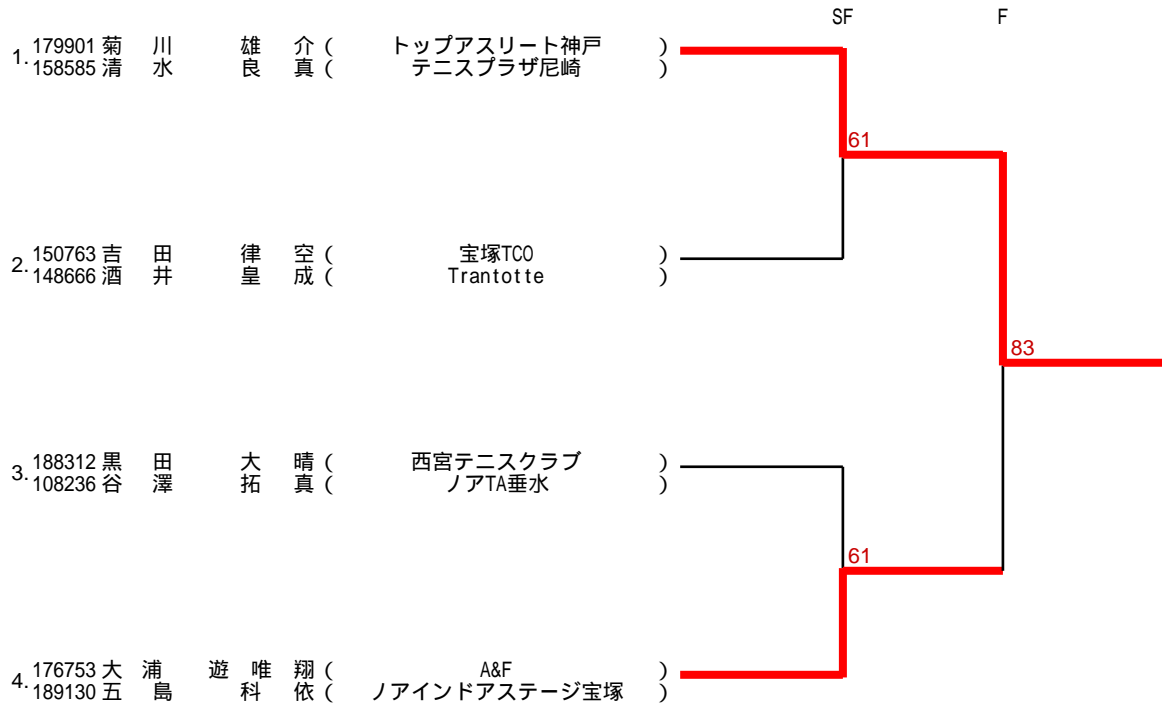 SF F
1. 179901 菊 川 雄 介 ( トップアスリート神戸 )
158585 清 水 良 真 ( テニスプラザ尼崎 )
61
2. 150763 吉 田 律 空 ( 宝塚TCO )
148666 酒 井 皇 成 ( Trantotte )
83
3. 188312 黒 田 大 晴 ( 西宮テニスクラブ )
108236 谷 澤 拓 真 ( ノアTA垂水 )
61
4. 176753 大 浦 遊 唯 翔 ( A&F )
189130 五 島 科 依 ( ノアインドアステージ宝塚 )